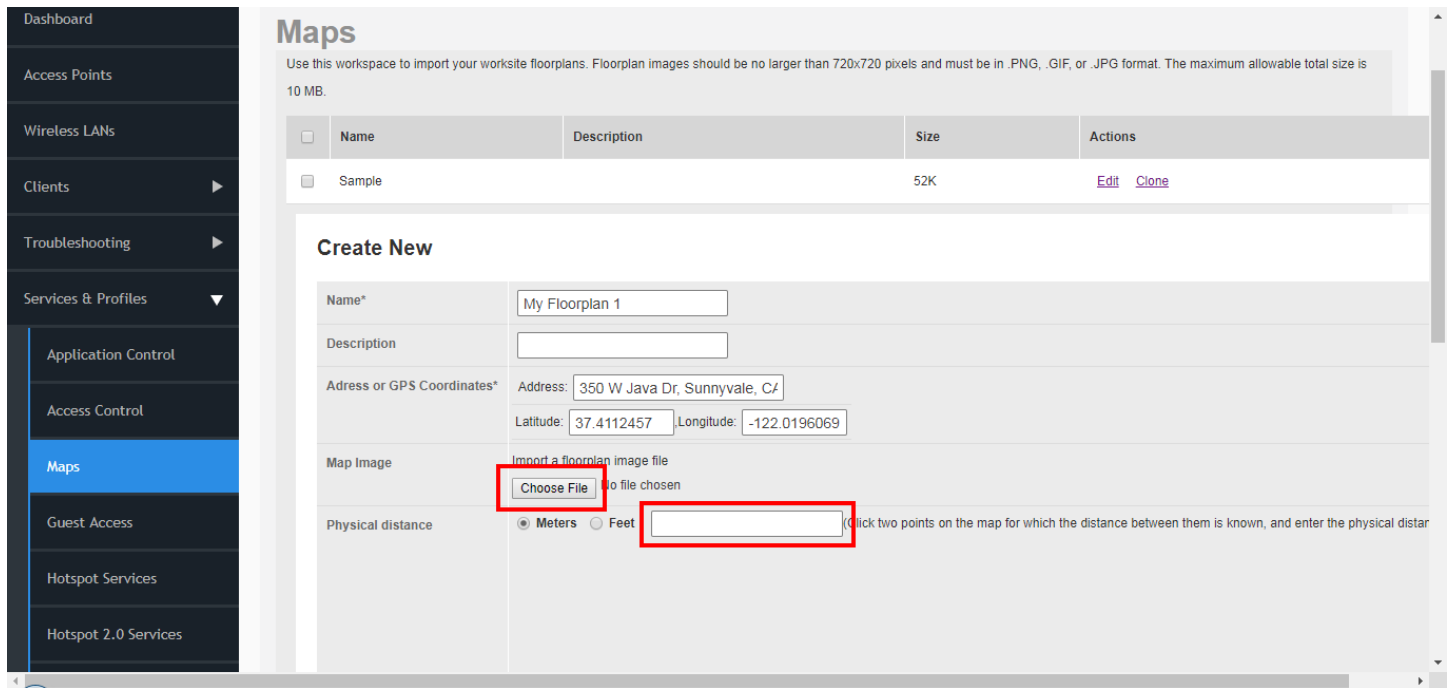 Dashboard
Access Points
Wireless LANs
Clients
Troubleshooting
Services & Profiles
Application Control
Access Control
Maps
Guest Access
Hotspot Services
Hotspot 2.0 Services
Maps
Use this workspace to import your worksite floorplans. Floorplan images should be no larger than 720x720 pixels and must be in .PNG, .GIF, or .JPG format. The maximum allowable total size is
10 MB.
Name Description Size Actions
Sample 52K Edit Clone
Create New
Name* My Floorplan 1
Description
Adress or GPS Coordinates* Address: 350 W Java Dr, Sunnyvale, CA
Latitude: 37.4112457 ,Longitude: -122.0196069
Map Image Import a floorplan image file
Choose File No file chosen
Physical distance Meters Feet (Click two points on the map for which the distance between them is known, and enter the physical distan